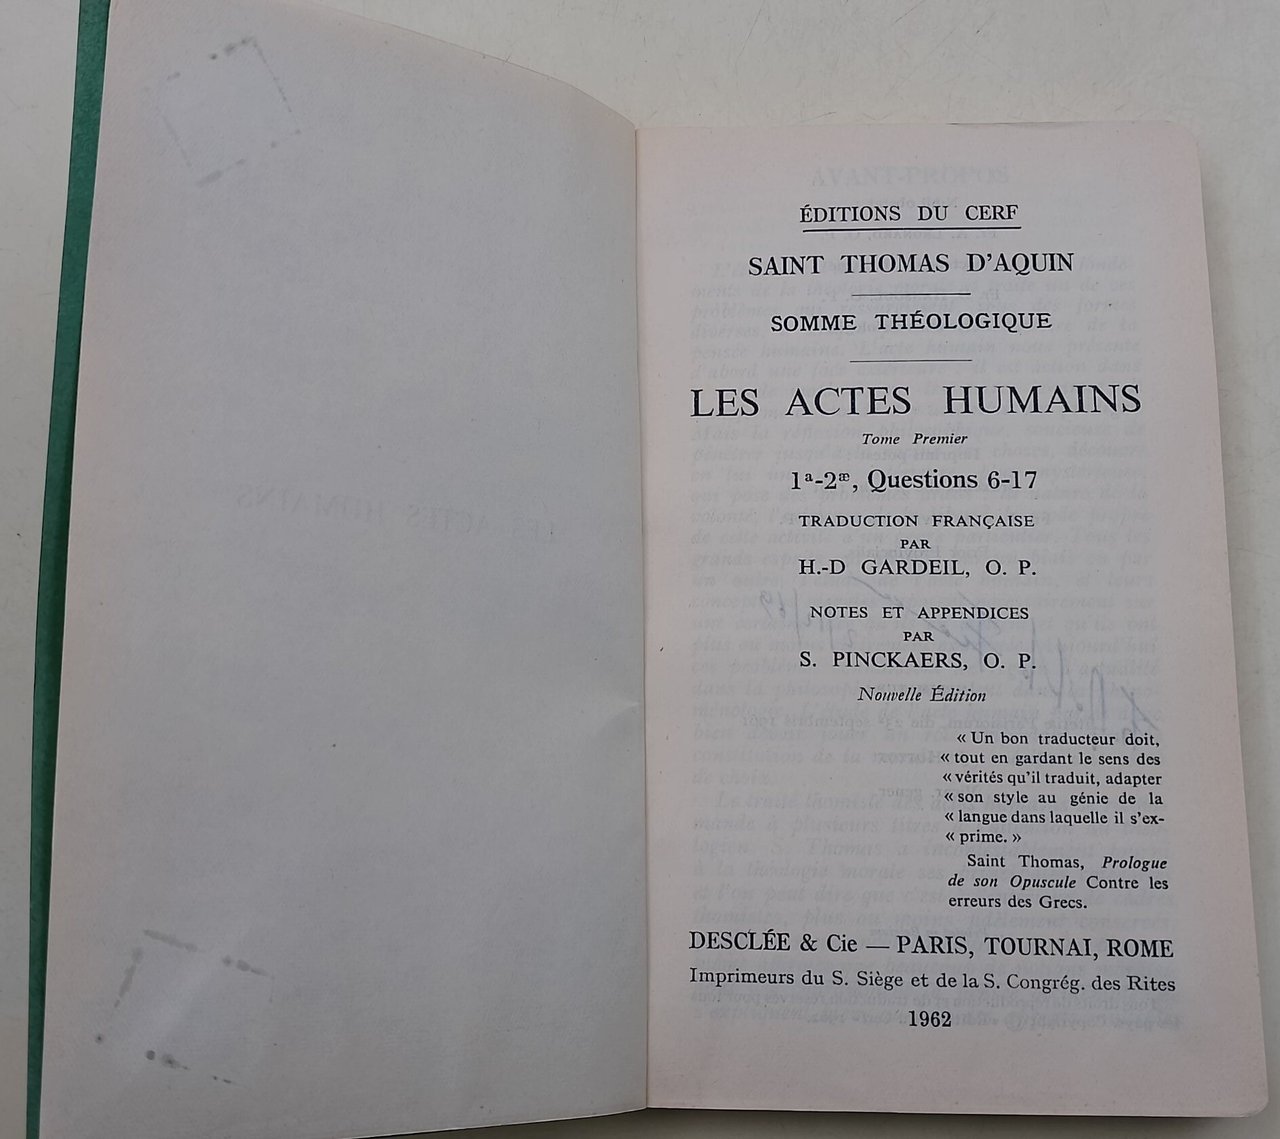 ÉDITIONS DU CERF
SAINT THOMAS D'AQUIN
SOMME THÉOLOGIQUE
LES ACTES HUMAINS
Tome Premier
1ª-2æ, Questions 6-17
TRADUCTION FRANÇAISE
PAR
H.-D GARDEIL, O. P.
NOTES ET APPENDICES
PAR
S. PINCKAERS, O. P.
Nouvelle Édition
« Un bon traducteur doit,
« tout en gardant le sens des
« vérités qu'il traduit, adapter
« son style au génie de la
« langue dans laquelle il s'ex-
« prime. »
Saint Thomas, Prologue
de son Opuscule Contre les
erreurs des Grecs.
DESCLÉE & Cie — PARIS, TOURNAI, ROME
Imprimeurs du S. Siège et de la S. Congrég. des Rites
1962